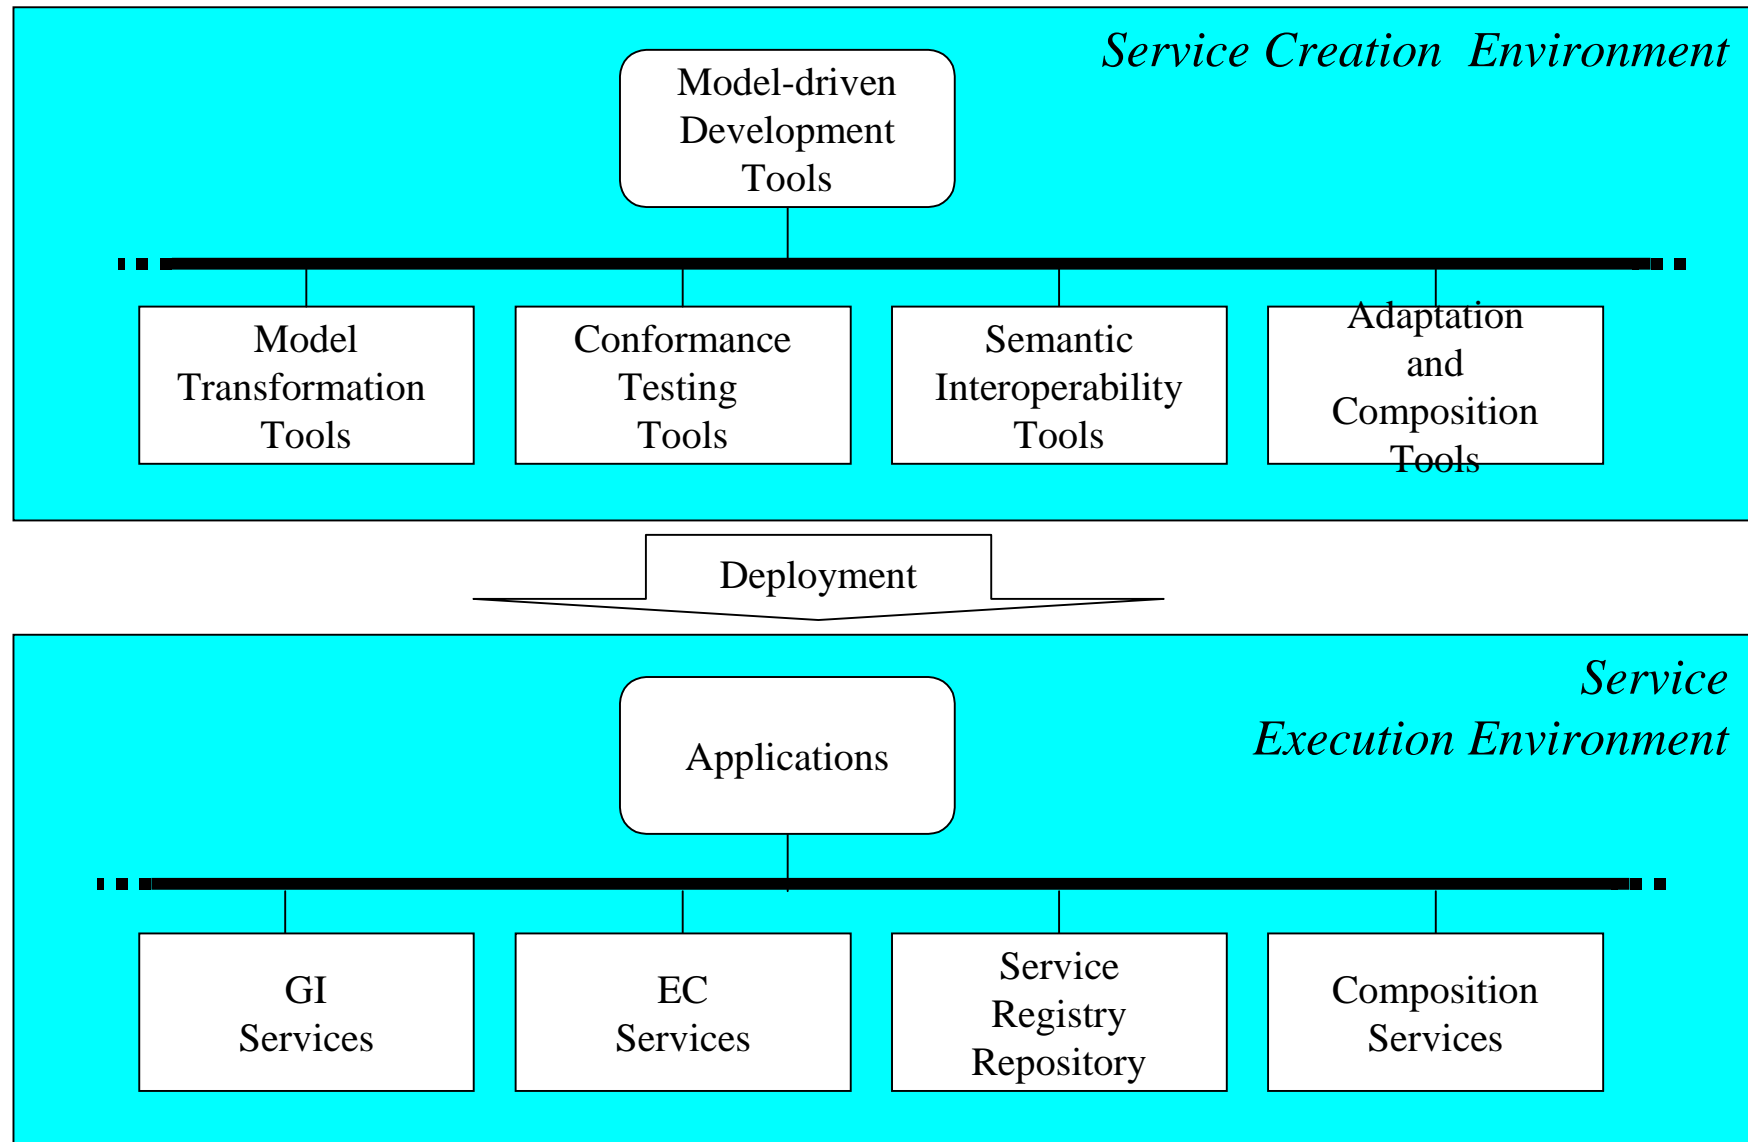 Service Creation Environment
Model-driven
Development
Tools
Model
Transformation
Tools
Conformance
Testing
Tools
Semantic
Interoperability
Tools
Adaptation
and
Composition
Tools
Deployment
Service
Execution Environment
Applications
GI
Services
EC
Services
Service
Registry
Repository
Composition
Services